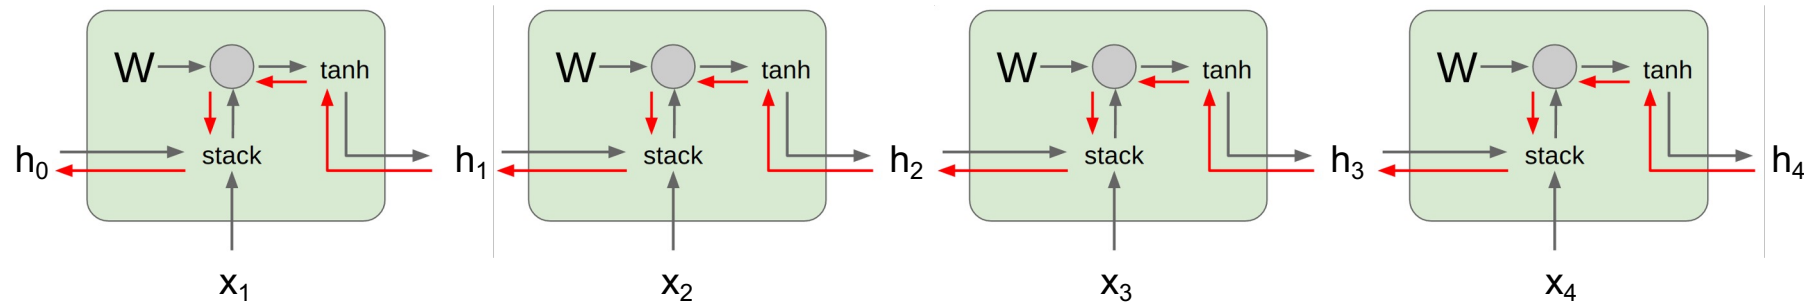 W tanh W tanh W tanh W tanh
h₀ stack h₁ stack h₂ stack h₃ stack h₄
x₁ x₂ x₃ x₄